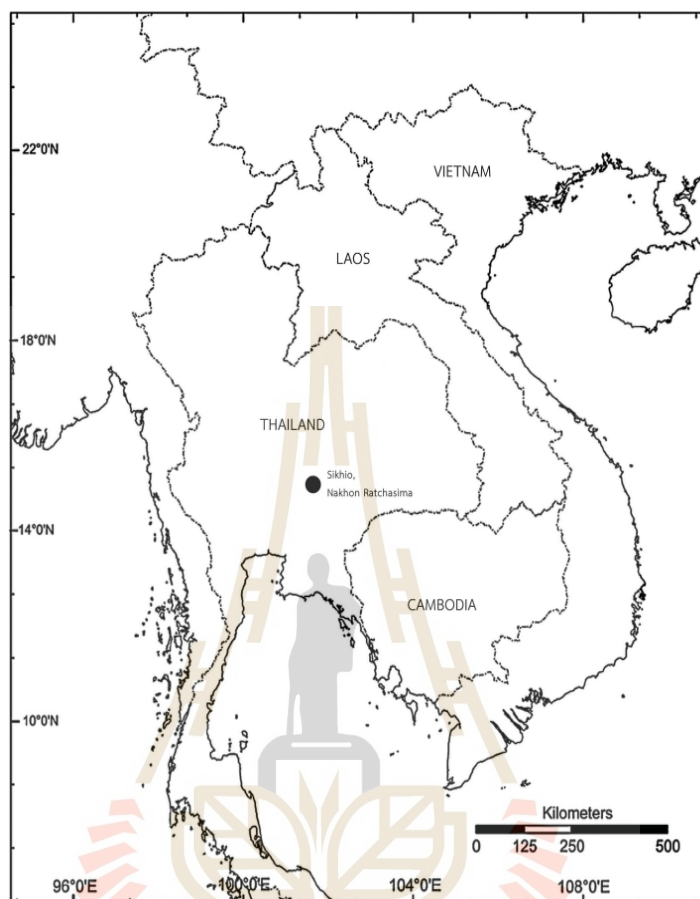 22°0'N
VIETNAM
LAOS
18°0'N
THAILAND
Sikhio,
Nakhon Ratchasima
14°0'N
CAMBODIA
10°0'N
Kilometers
0 125 250 500
96°0'E 100°0'E 104°0'E 108°0'E